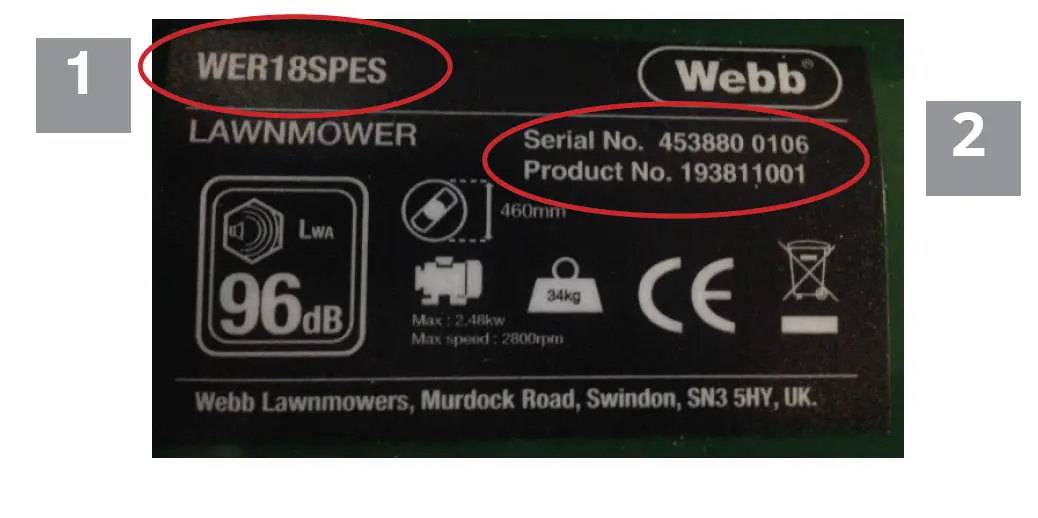 1
WER18SPES
Webb®
LAWNMOWER
Serial No. 453880 0106
Product No. 193811001
2
460mm
LWA
96dB
34kg
CE
Max : 2.48kw
Max speed : 2800rpm
Webb Lawnmowers, Murdock Road, Swindon, SN3 5HY, UK.